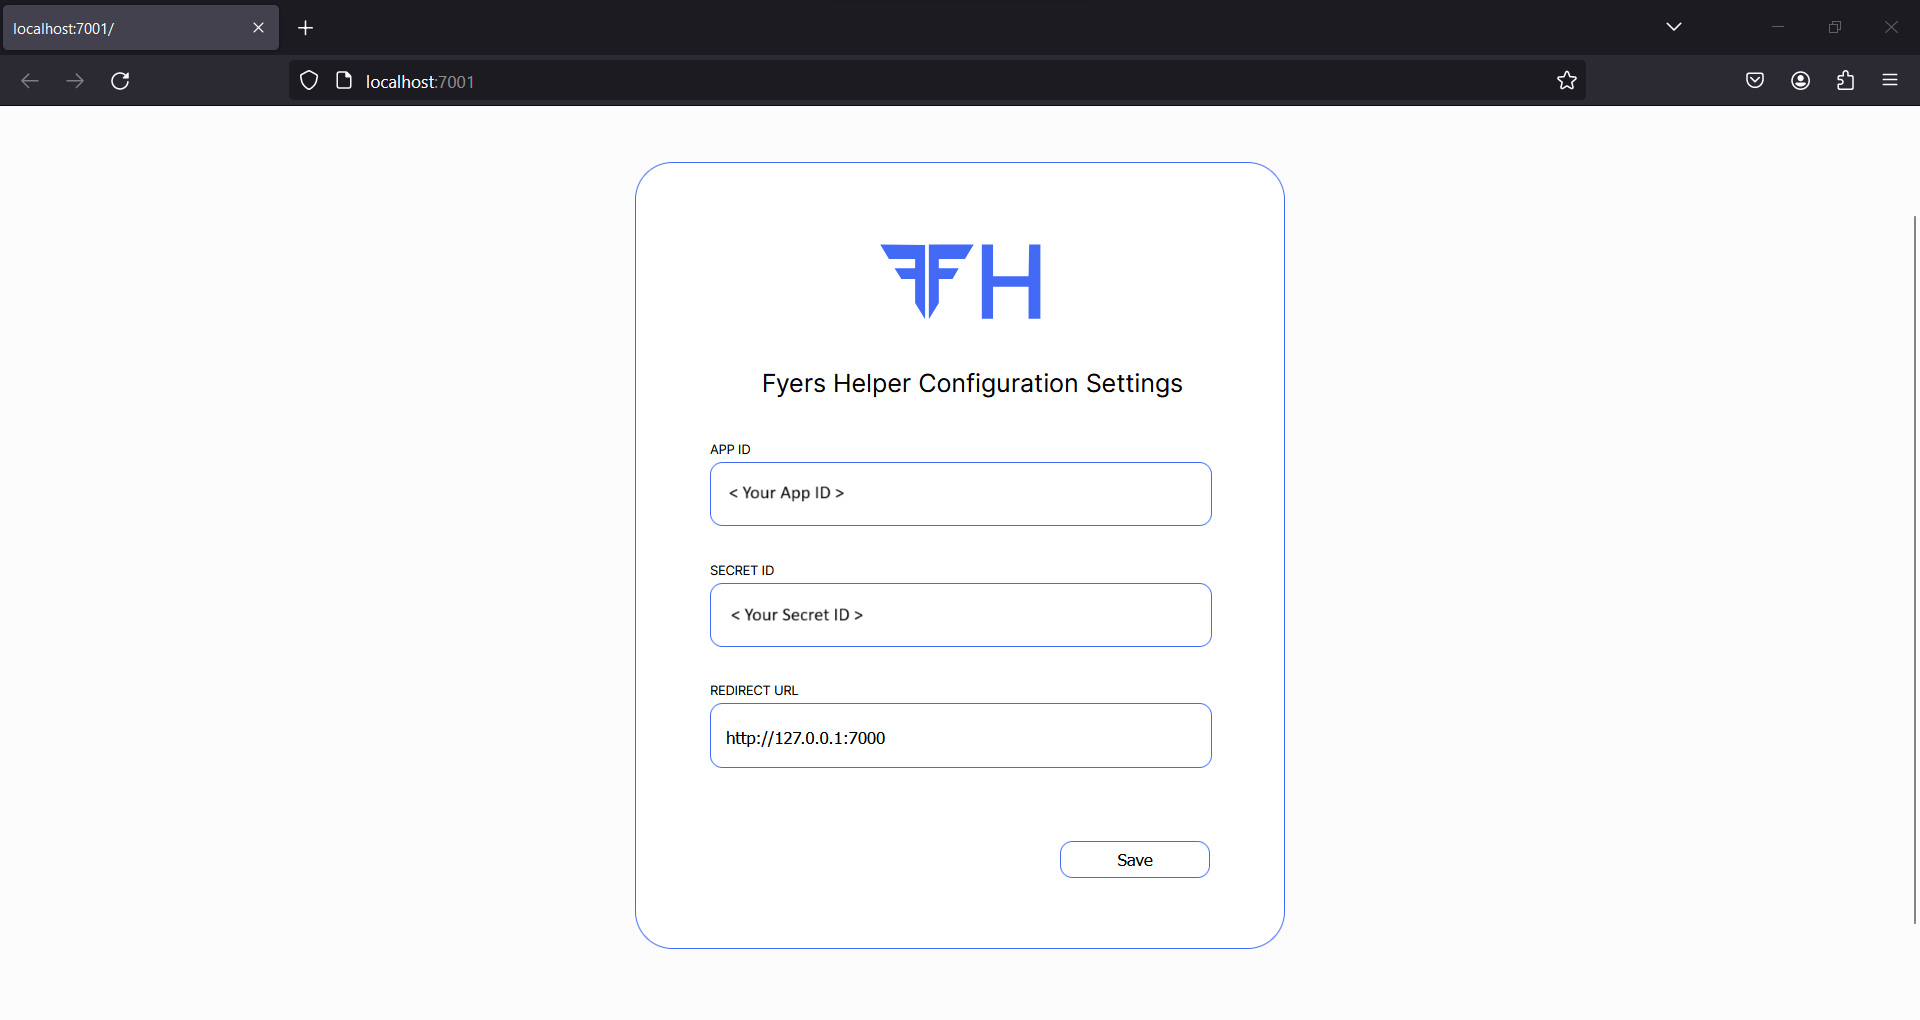 localhost:7001/
localhost:7001
FH
Fyers Helper Configuration Settings
APP ID
< Your App ID >
SECRET ID
< Your Secret ID >
REDIRECT URL
http://127.0.0.1:7000
Save